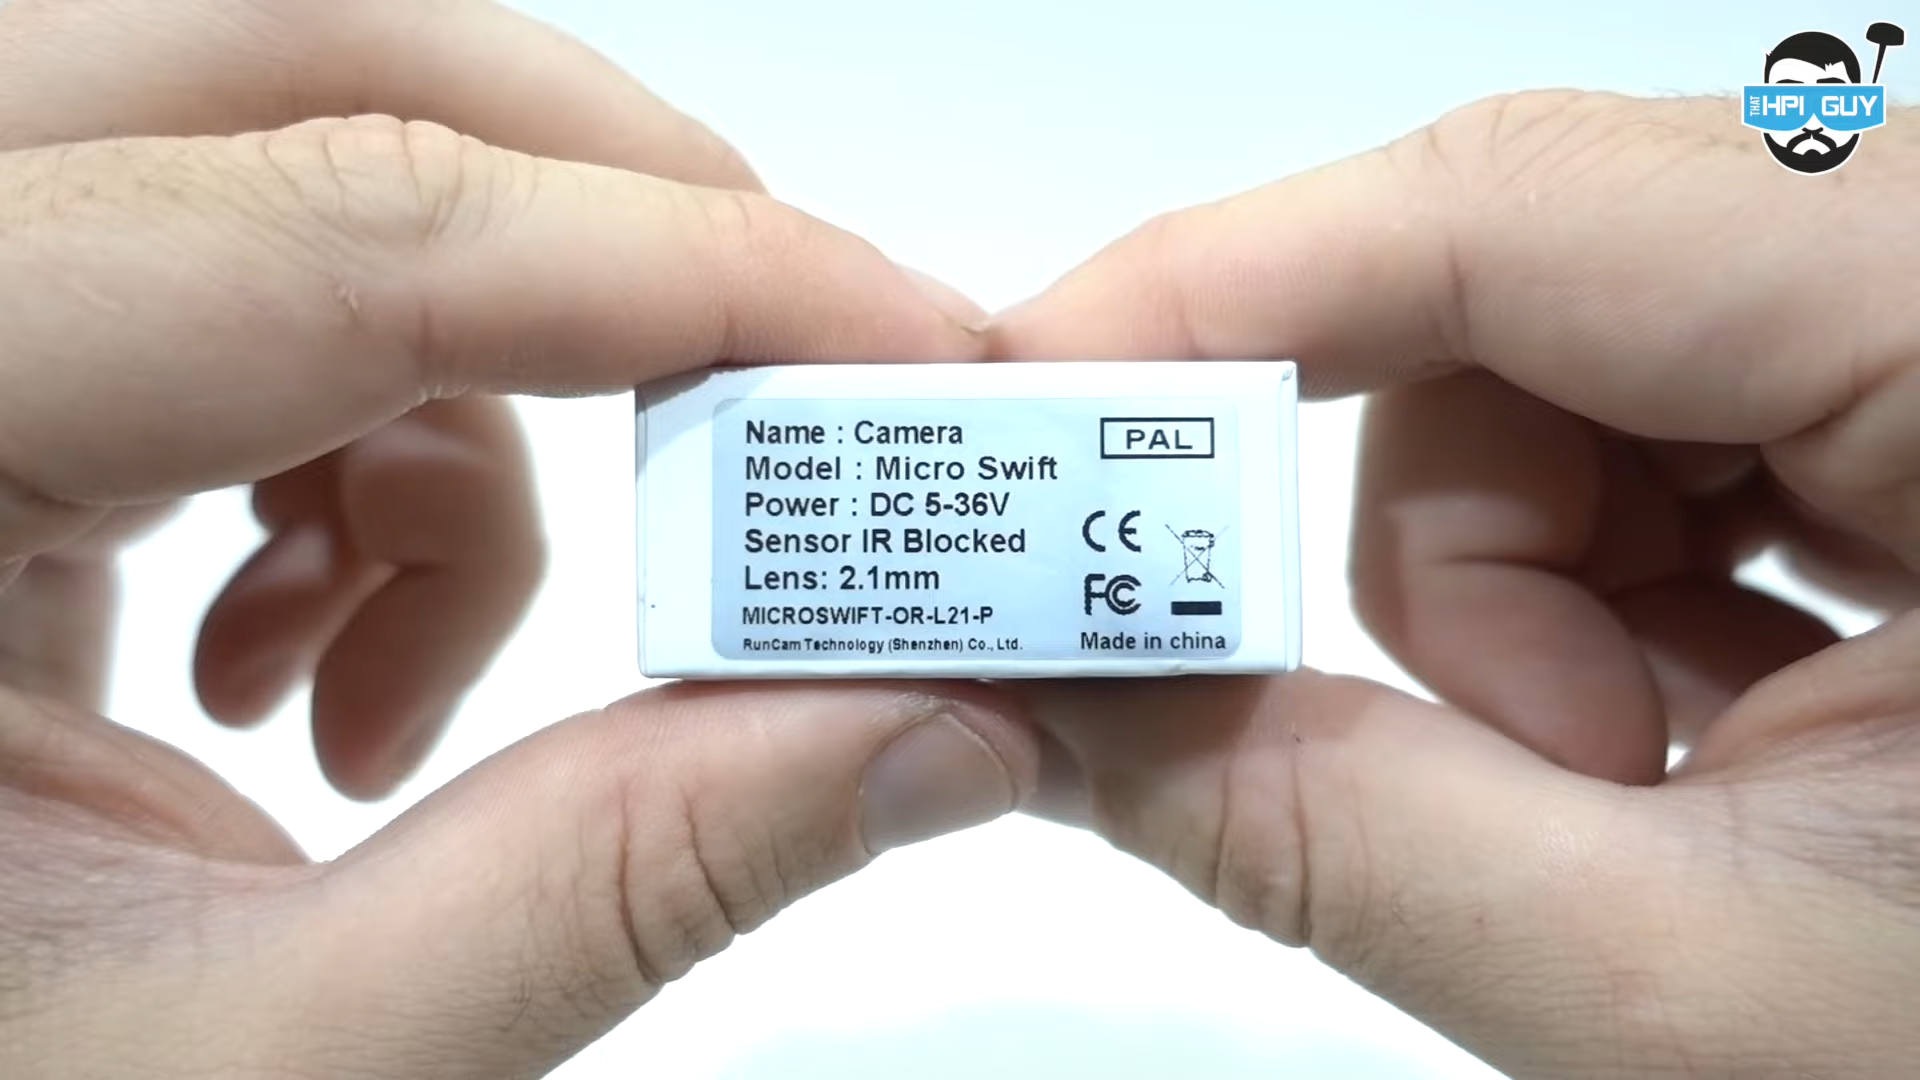 THAT HPI GUY
Name : Camera
PAL
Model : Micro Swift
Power : DC 5-36V
Sensor IR Blocked
Lens: 2.1mm
MICROSWIFT-OR-L21-P
RunCam Technology (Shenzhen) Co., Ltd.
CE
FC
Made in china